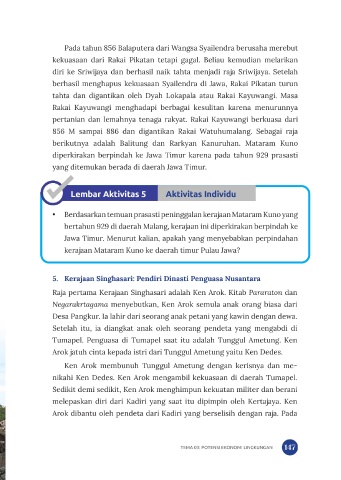 Pada tahun 856 Balaputera dari Wangsa Syailendra berusaha merebut
kekuasaan dari Rakai Pikatan tetapi gagal. Beliau kemudian melarikan
diri ke Sriwijaya dan berhasil naik tahta menjadi raja Sriwijaya. Setelah
berhasil menghapus kekuasaan Syailendra di Jawa, Rakai Pikatan turun
tahta dan digantikan oleh Dyah Lokapala atau Rakai Kayuwangi. Masa
Rakai Kayuwangi menghadapi berbagai kesulitan karena menurunnya
pertanian dan lemahnya tenaga rakyat. Rakai Kayuwangi berkuasa dari
856 M sampai 886 dan digantikan Rakai Watuhumalang. Sebagai raja
berikutnya adalah Balitung dan Rarkyan Kanuruhan. Mataram Kuno
diperkirakan berpindah ke Jawa Timur karena pada tahun 929 prasasti
yang ditemukan berada di daerah Jawa Timur.
Lembar Aktivitas 5 Aktivitas Individu
• Berdasarkan temuan prasasti peninggalan kerajaan Mataram Kuno yang
bertahun 929 di daerah Malang, kerajaan ini diperkirakan berpindah ke
Jawa Timur. Menurut kalian, apakah yang menyebabkan perpindahan
kerajaan Mataram Kuno ke daerah timur Pulau Jawa?
5. Kerajaan Singhasari: Pendiri Dinasti Penguasa Nusantara
Raja pertama Kerajaan Singhasari adalah Ken Arok. Kitab Pararaton dan
Negarakrtagama menyebutkan, Ken Arok semula anak orang biasa dari
Desa Pangkur. Ia lahir dari seorang anak petani yang kawin dengan dewa.
Setelah itu, ia diangkat anak oleh seorang pendeta yang mengabdi di
Tumapel. Penguasa di Tumapel saat itu adalah Tunggul Ametung. Ken
Arok jatuh cinta kepada istri dari Tunggul Ametung yaitu Ken Dedes.
Ken Arok membunuh Tunggul Ametung dengan kerisnya dan me-
nikahi Ken Dedes. Ken Arok mengambil kekuasaan di daerah Tumapel.
Sedikit demi sedikit, Ken Arok menghimpun kekuatan militer dan berani
melepaskan diri dari Kadiri yang saat itu dipimpin oleh Kertajaya. Ken
Arok dibantu oleh pendeta dari Kadiri yang berselisih dengan raja. Pada
TEMA 03: POTENSI EKONOMI LINGKUNGAN 147